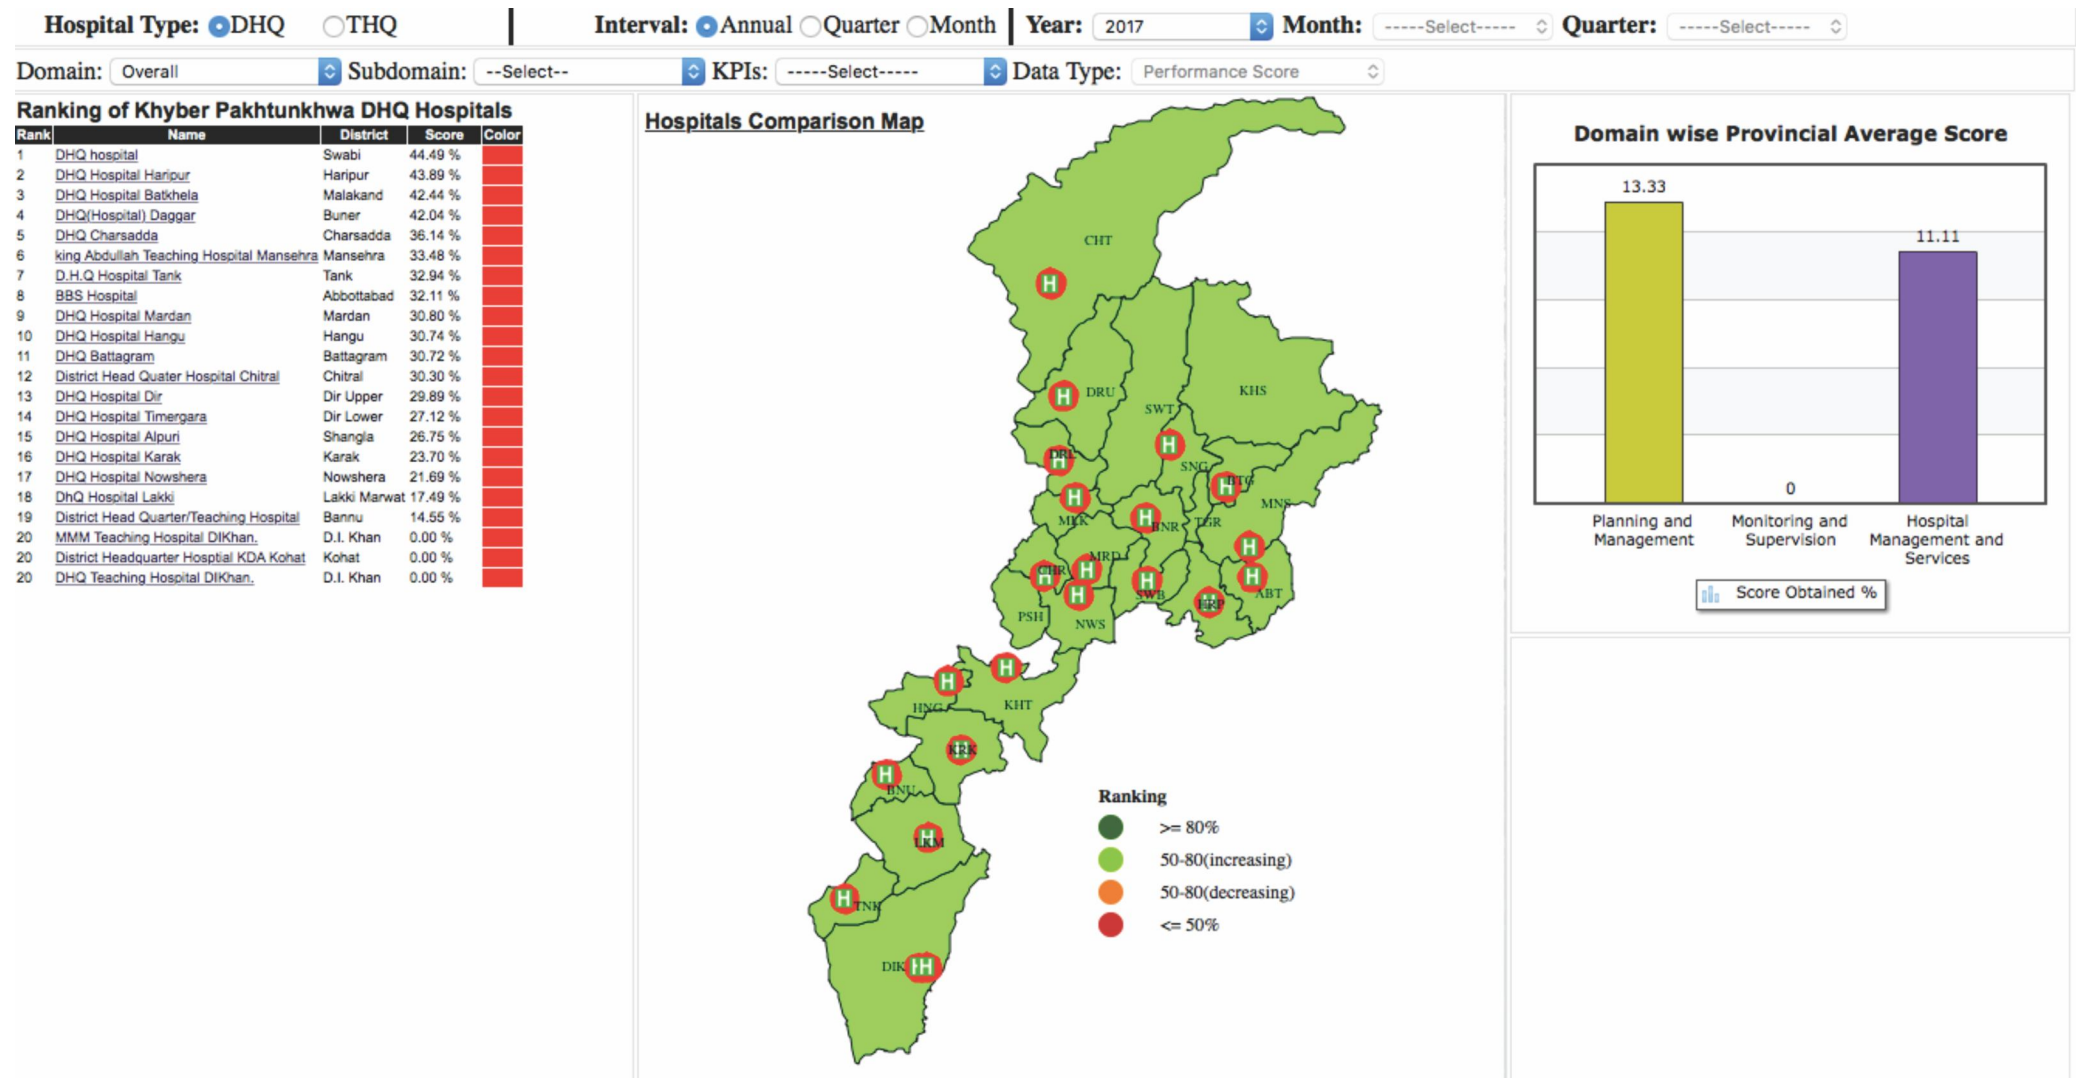 Hospital Type: DHQ THQ Interval: Annual Quarter Month Year: 2017 Month: -----Select----- Quarter: -----Select-----
Domain: Overall Subdomain: --Select-- KPIs: -----Select----- Data Type: Performance Score
Ranking of Khyber Pakhtunkhwa DHQ Hospitals
Rank Name District Score Color
1 DHQ hospital Swabi 44.49 %
2 DHQ Hospital Haripur Haripur 43.89 %
3 DHQ Hospital Batkhela Malakand 42.44 %
4 DHQ(Hospital) Daggar Buner 42.04 %
5 DHQ Charsadda Charsadda 36.14 %
6 king Abdullah Teaching Hospital Mansehra Mansehra 33.48 %
7 D.H.Q Hospital Tank Tank 32.94 %
8 BBS Hospital Abbottabad 32.11 %
9 DHQ Hospital Mardan Mardan 30.80 %
10 DHQ Hospital Hangu Hangu 30.74 %
11 DHQ Battagram Battagram 30.72 %
12 District Head Quater Hospital Chitral Chitral 30.30 %
13 DHQ Hospital Dir Dir Upper 29.89 %
14 DHQ Hospital Timergara Dir Lower 27.12 %
15 DHQ Hospital Alpuri Shangla 26.75 %
16 DHQ Hospital Karak Karak 23.70 %
17 DHQ Hospital Nowshera Nowshera 21.69 %
18 DhQ Hospital Lakki Lakki Marwat 17.49 %
19 District Head Quarter/Teaching Hospital Bannu 14.55 %
20 MMM Teaching Hospital DIKhan. D.I. Khan 0.00 %
20 District Headquarter Hosptial KDA Kohat Kohat 0.00 %
20 DHQ Teaching Hospital DIKhan. D.I. Khan 0.00 %
Hospitals Comparison Map
CHT
H
H DRU
KHS
SWT
H
DRL
H
SNG
H BTG
H
MNS
MLK
H BNR
TGR
H
MRD
CHR H
H
H
SWB
H
ABT
HRP
H
PSH
NWS
H
H
HNG
KHT
KRK
H
H
BNU
H
LKM
H
TNK
DIK H H
Ranking
>= 80%
50-80(increasing)
50-80(decreasing)
<= 50%
Domain wise Provincial Average Score
13.33
11.11
0
Planning and Management
Monitoring and Supervision
Hospital Management and Services
Score Obtained %